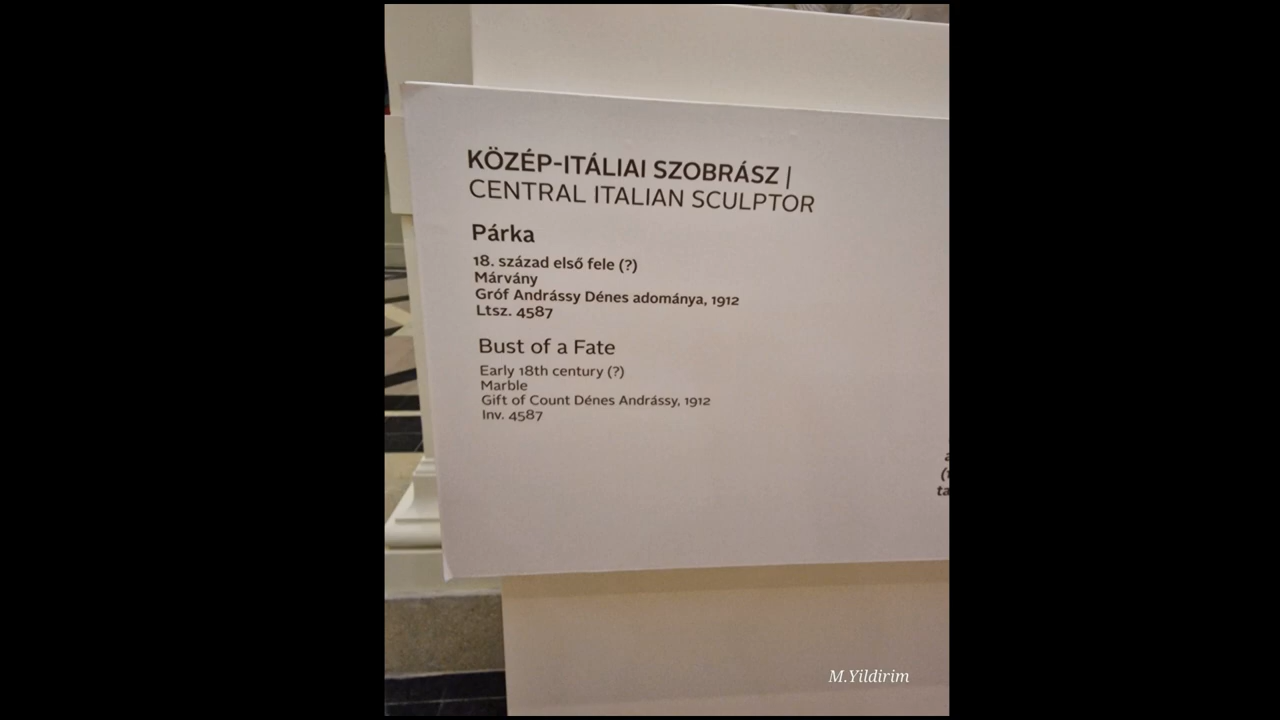 KÖZÉP-ITÁLIAI SZOBRÁSZ |
CENTRAL ITALIAN SCULPTOR
Párka
18. század első fele (?)
Márvány
Gróf Andrássy Dénes adománya, 1912
Ltsz. 4587
Bust of a Fate
Early 18th century (?)
Marble
Gift of Count Dénes Andrássy, 1912
Inv. 4587
M.Yildirim